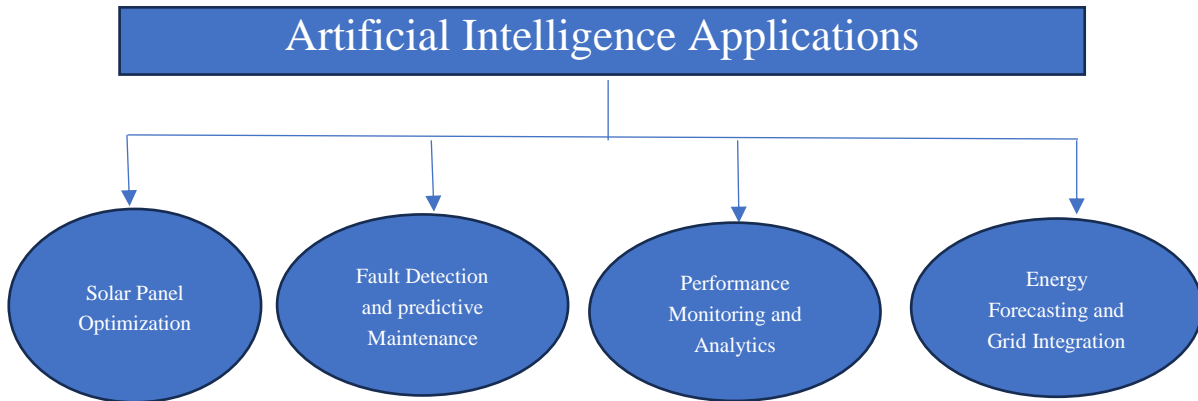 Artificial Intelligence Applications
Solar Panel
Optimization
Fault Detection
and predictive
Maintenance
Performance
Monitoring and
Analytics
Energy
Forecasting and
Grid Integration